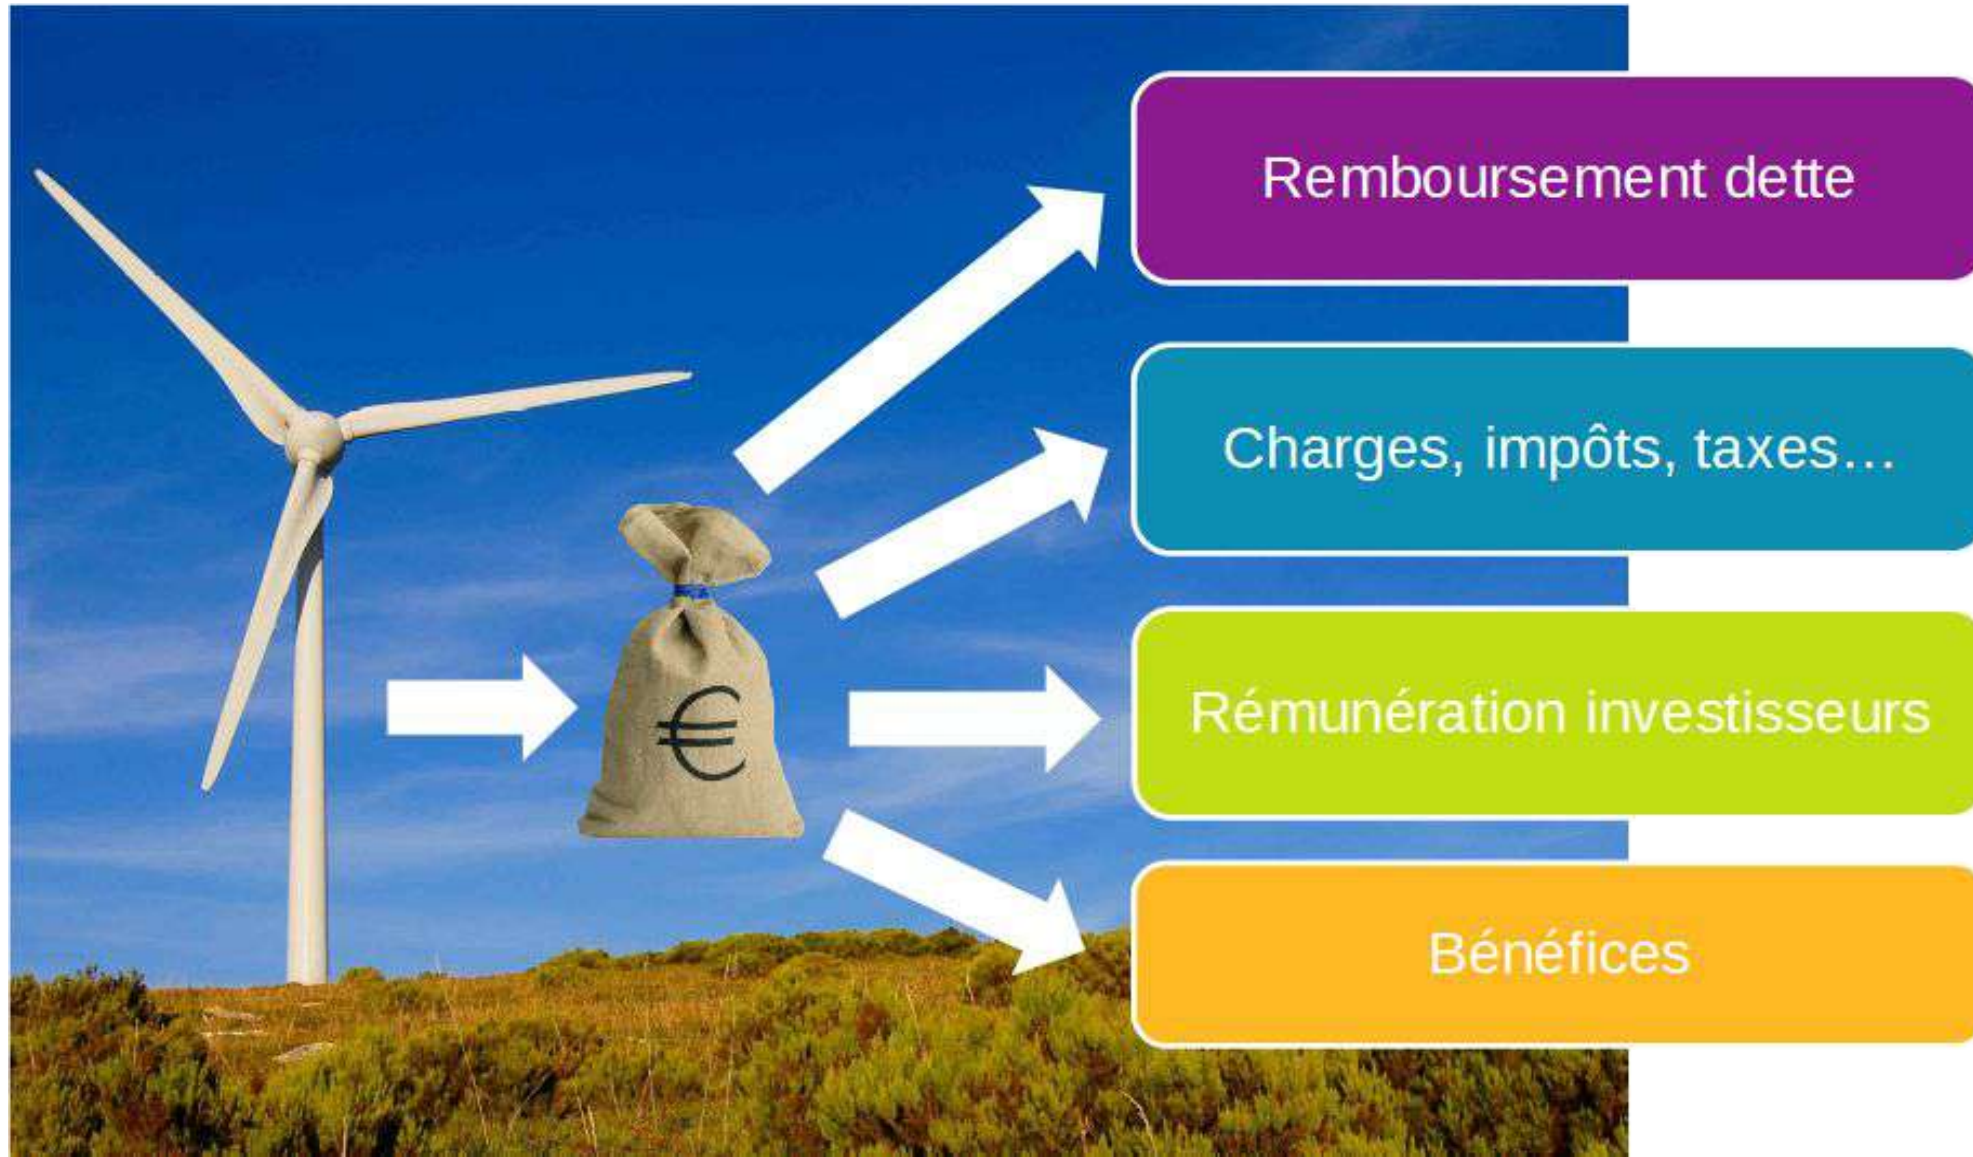 Remboursement dette
Charges, impôts, taxes…
€
Rémunération investisseurs
Bénéfices